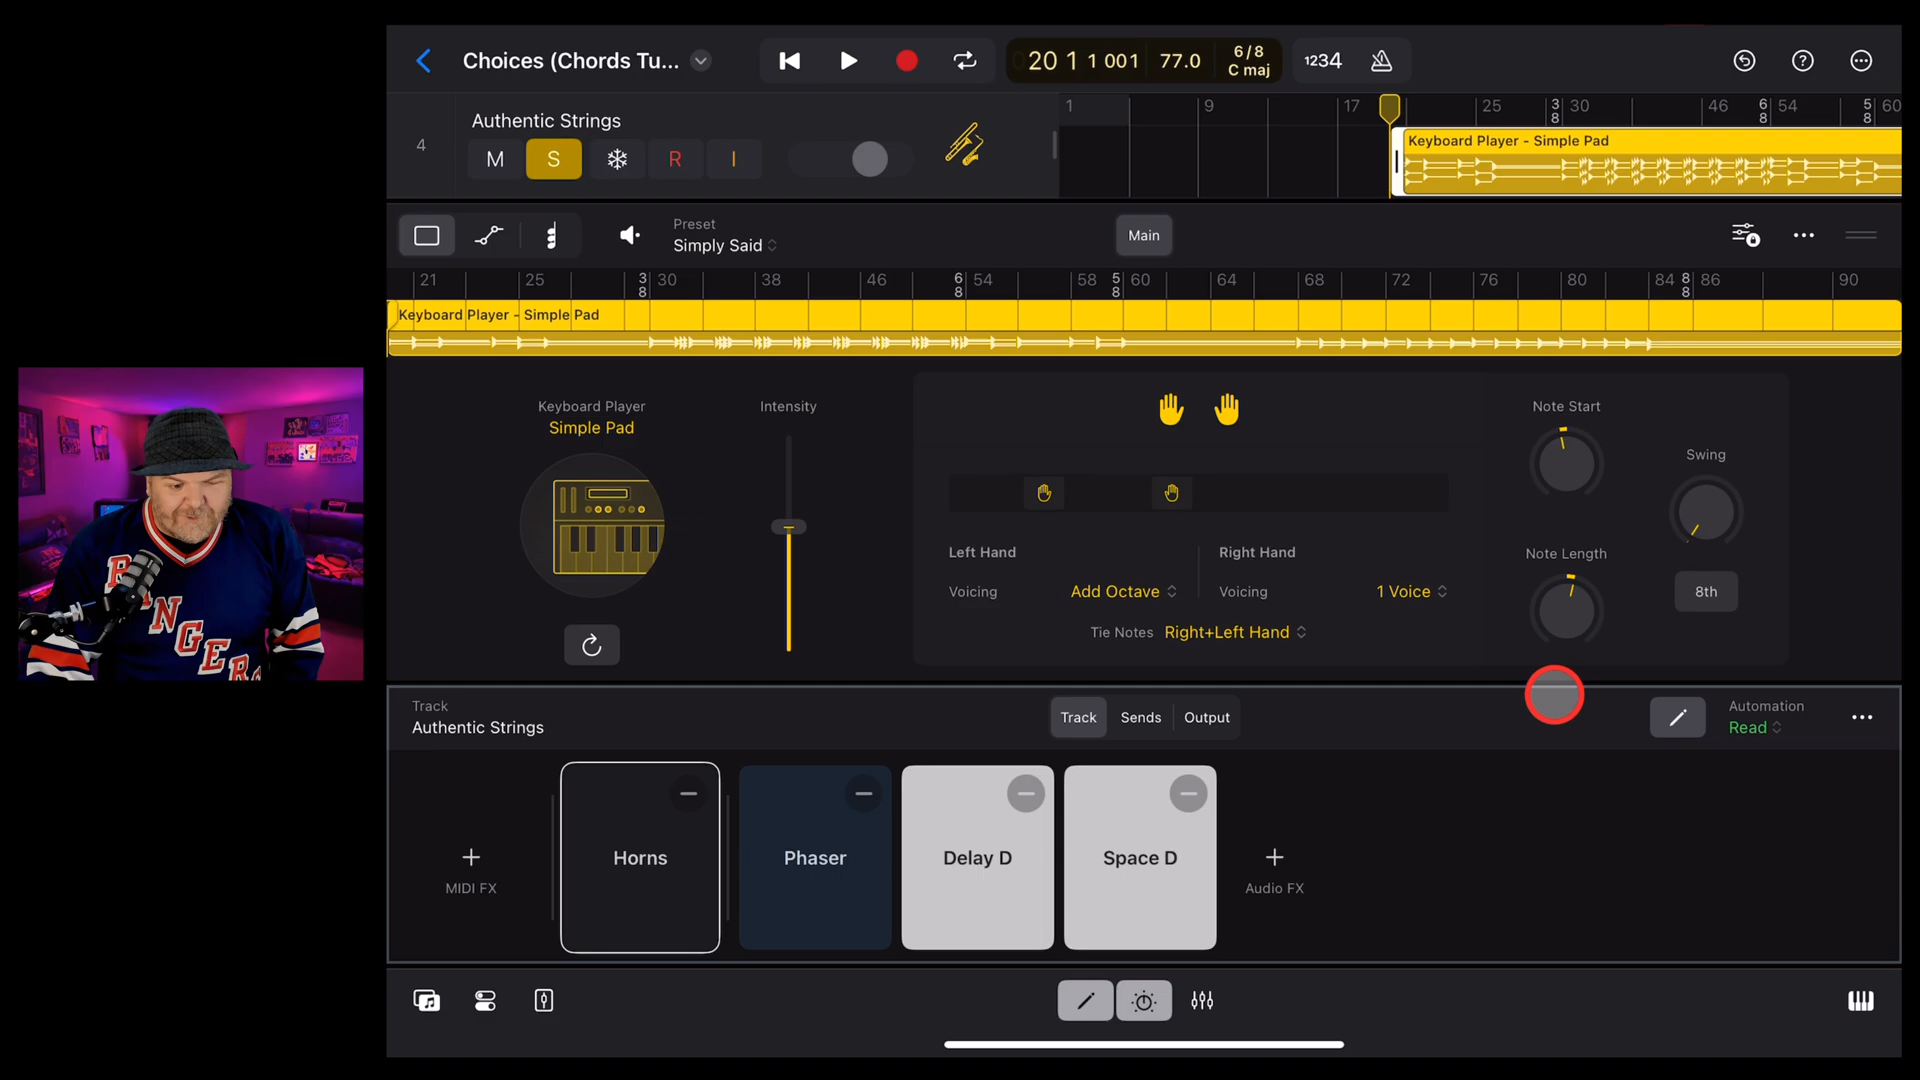 Choices (Chords Tu...
20 1 1 001
77.0
6/8
C maj
1234
4
Authentic Strings
M
S
R
I
1
9
17
25
3
8
30
46
6
8
54
5
8
60
Keyboard Player - Simple Pad
Preset
Simply Said
Main
21
25
3
8
30
38
46
6
8
54
58
5
8
60
64
68
72
76
80
84
8
8
86
90
Keyboard Player - Simple Pad
Keyboard Player
Simple Pad
Intensity
Note Start
Swing
Left Hand
Right Hand
Voicing
Add Octave
Voicing
1 Voice
Tie Notes
Right+Left Hand
Note Length
8th
RANGERS
Track
Authentic Strings
Track
Sends
Output
Automation
Read
MIDI FX
Horns
Phaser
Delay D
Space D
Audio FX